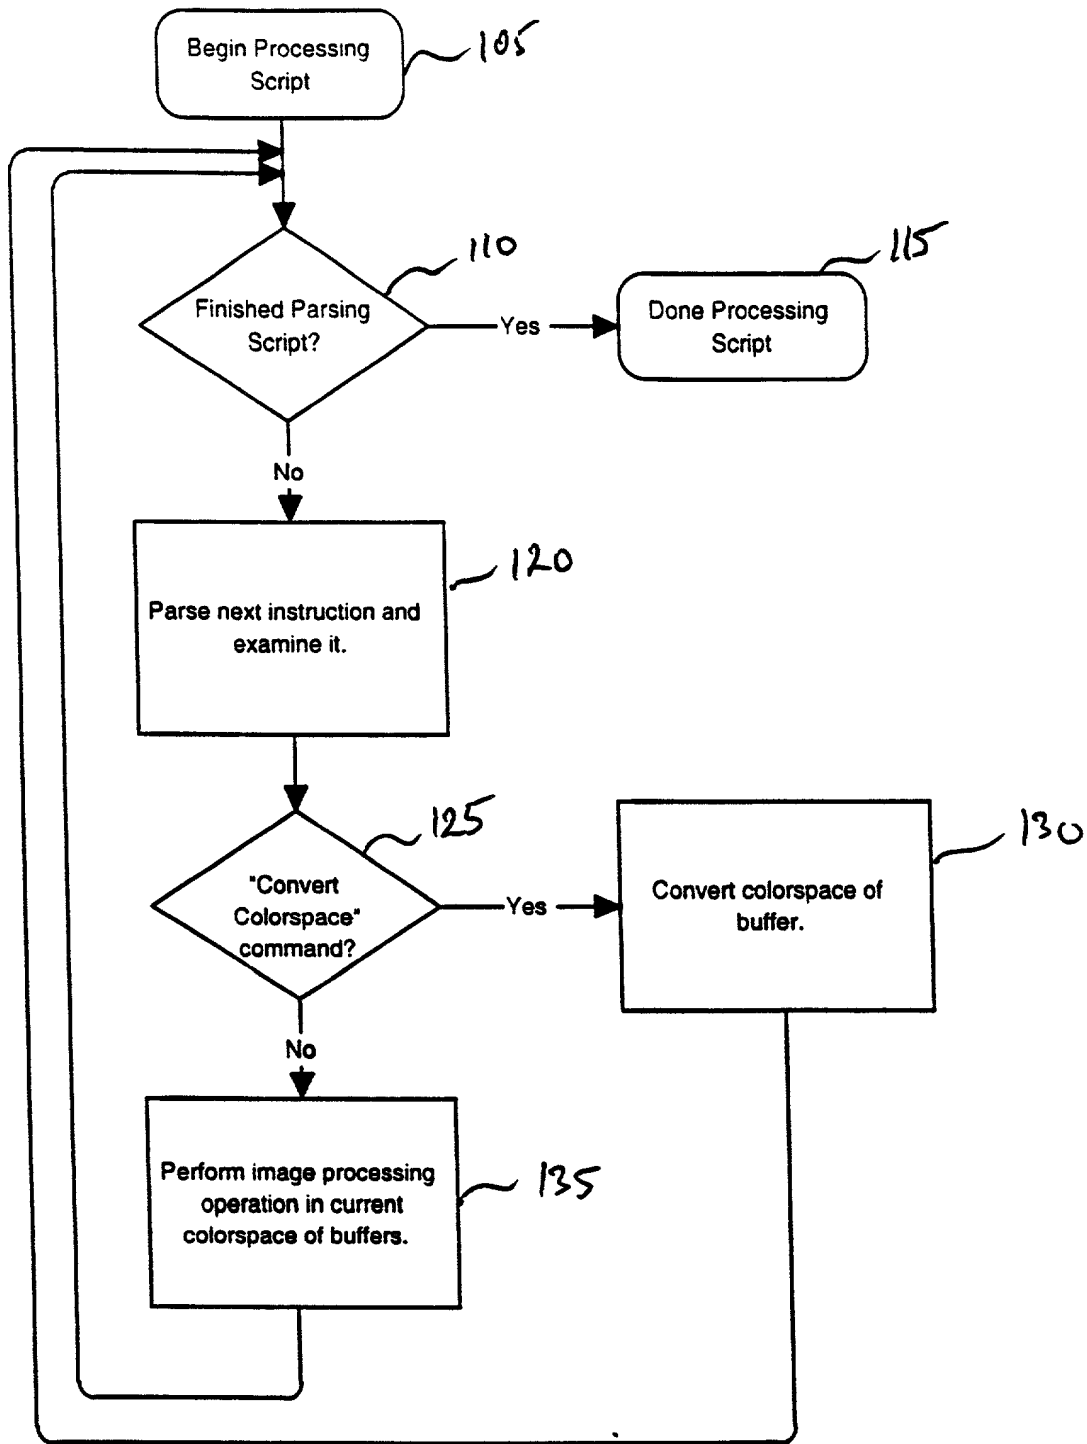 Begin Processing
Script
105
110
Finished Parsing
Script?
Yes
115
Done Processing
Script
No
120
Parse next instruction and
examine it.
125
"Convert
Colorspace"
command?
Yes
130
Convert colorspace of
buffer.
No
135
Perform image processing
operation in current
colorspace of buffers.